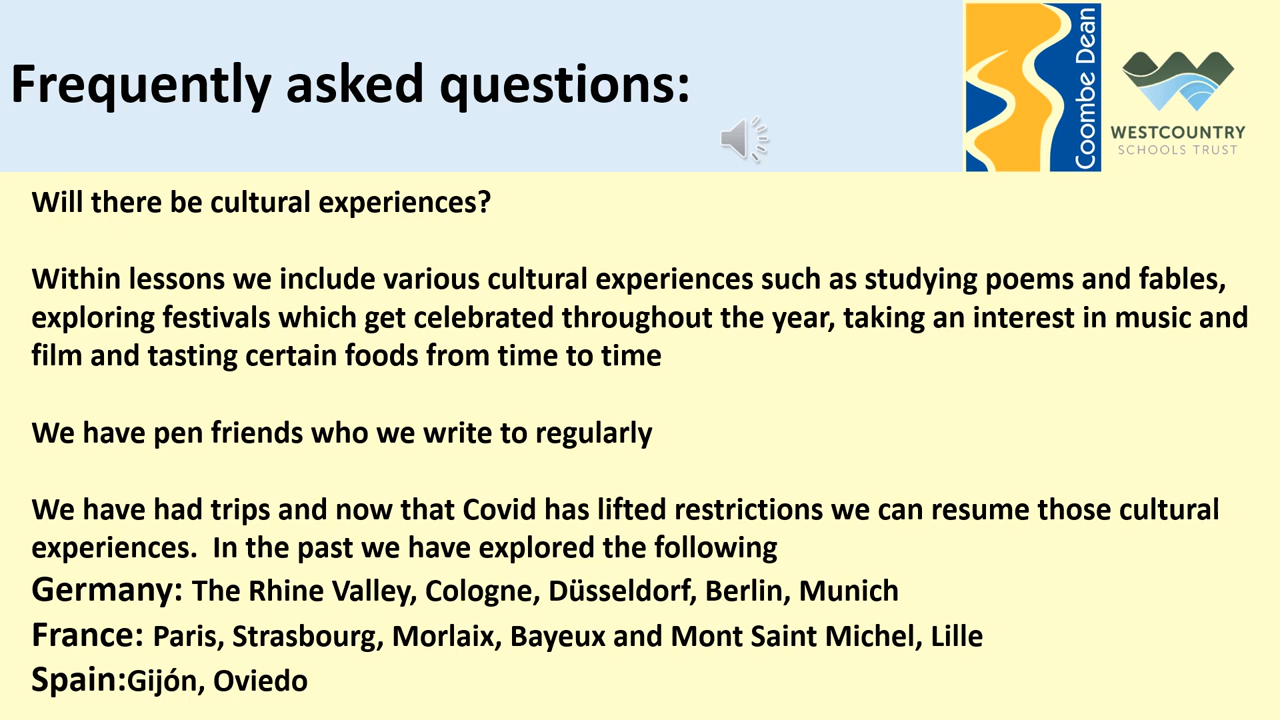 Frequently asked questions:
Coombe Dean
WESTCOUNTRY
SCHOOLS TRUST
Will there be cultural experiences?
Within lessons we include various cultural experiences such as studying poems and fables,
exploring festivals which get celebrated throughout the year, taking an interest in music and
film and tasting certain foods from time to time
We have pen friends who we write to regularly
We have had trips and now that Covid has lifted restrictions we can resume those cultural
experiences.  In the past we have explored the following
Germany: The Rhine Valley, Cologne, Düsseldorf, Berlin, Munich
France: Paris, Strasbourg, Morlaix, Bayeux and Mont Saint Michel, Lille
Spain:Gijón, Oviedo